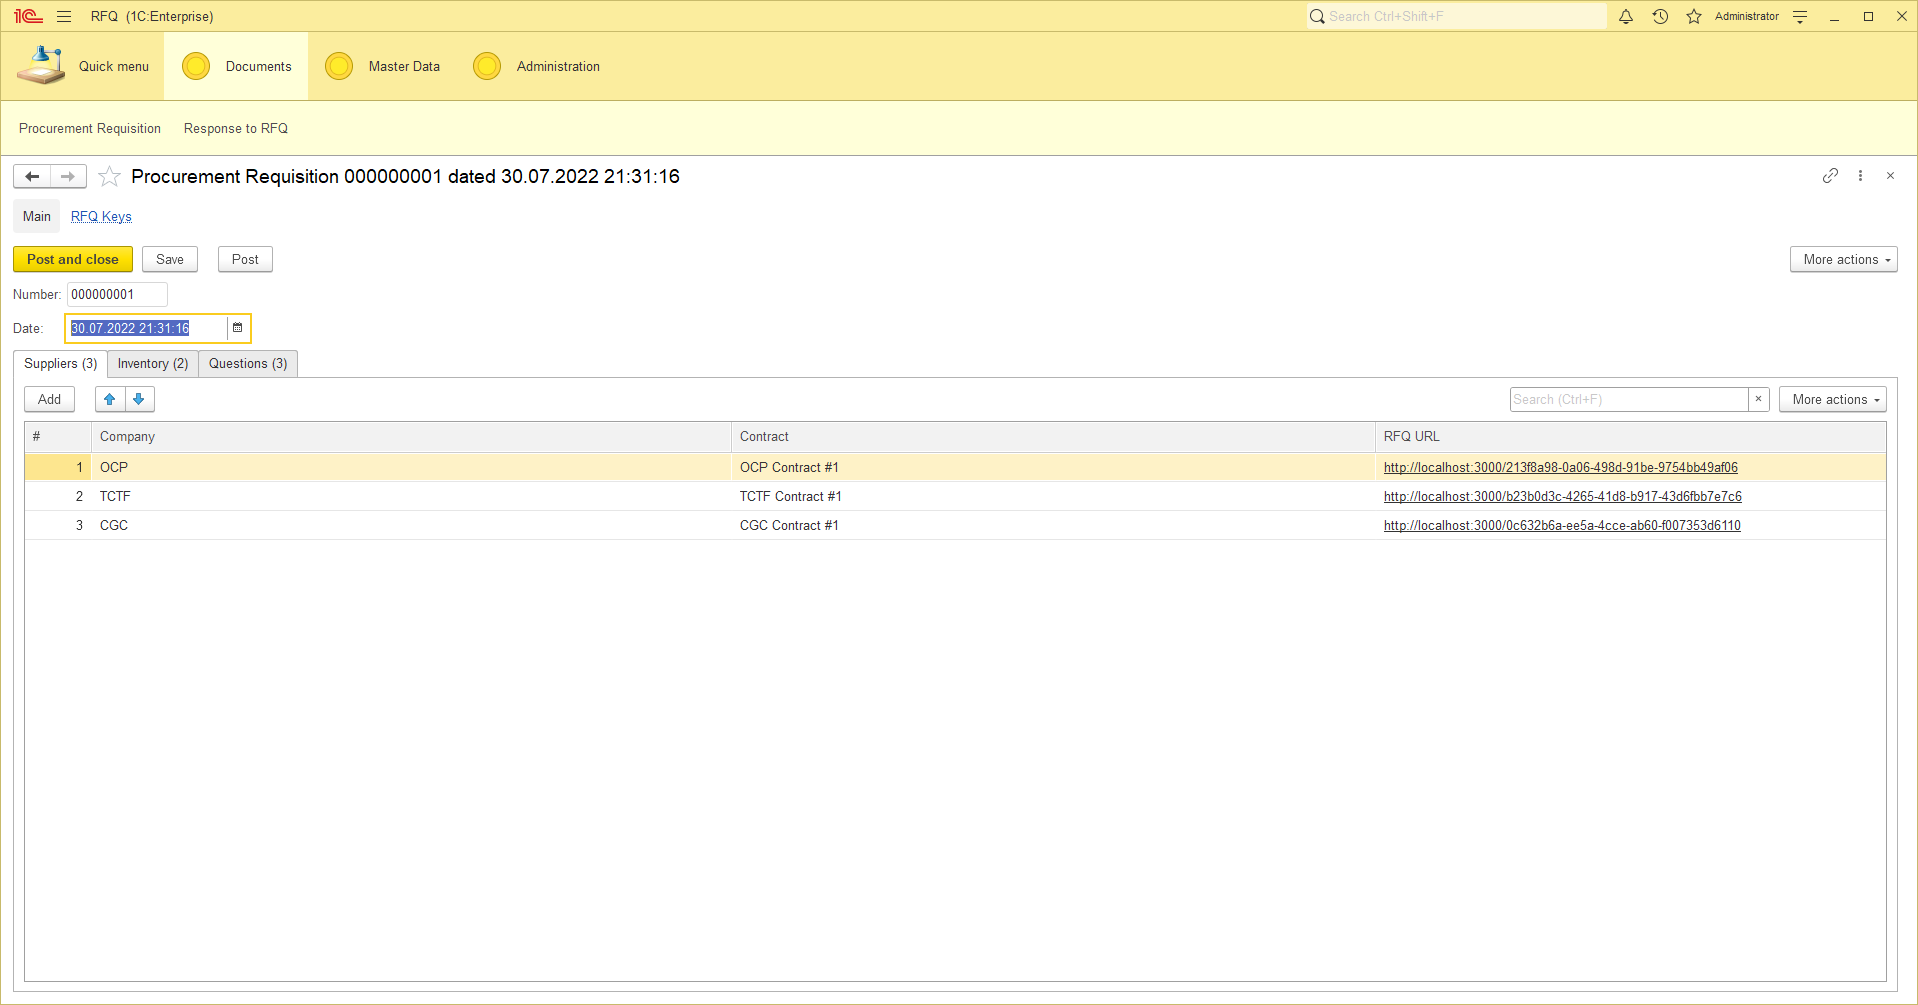 1C RFQ (1C:Enterprise) Search Ctrl+Shift+F Administrator
Quick menu Documents Master Data Administration
Procurement Requisition Response to RFQ
Procurement Requisition 000000001 dated 30.07.2022 21:31:16
Main RFQ Keys
Post and close Save Post More actions
Number: 000000001
Date: 30.07.2022 21:31:16
Suppliers (3) Inventory (2) Questions (3)
Add Search (Ctrl+F) × More actions
# Company Contract RFQ URL
1 OCP OCP Contract #1 http://localhost:3000/213f8a98-0a06-498d-91be-9754bb49af06
2 TCTF TCTF Contract #1 http://localhost:3000/b23b0d3c-4265-41d8-b917-43d6fbb7e7c6
3 CGC CGC Contract #1 http://localhost:3000/0c632b6a-ee5a-4cce-ab60-f007353d6110